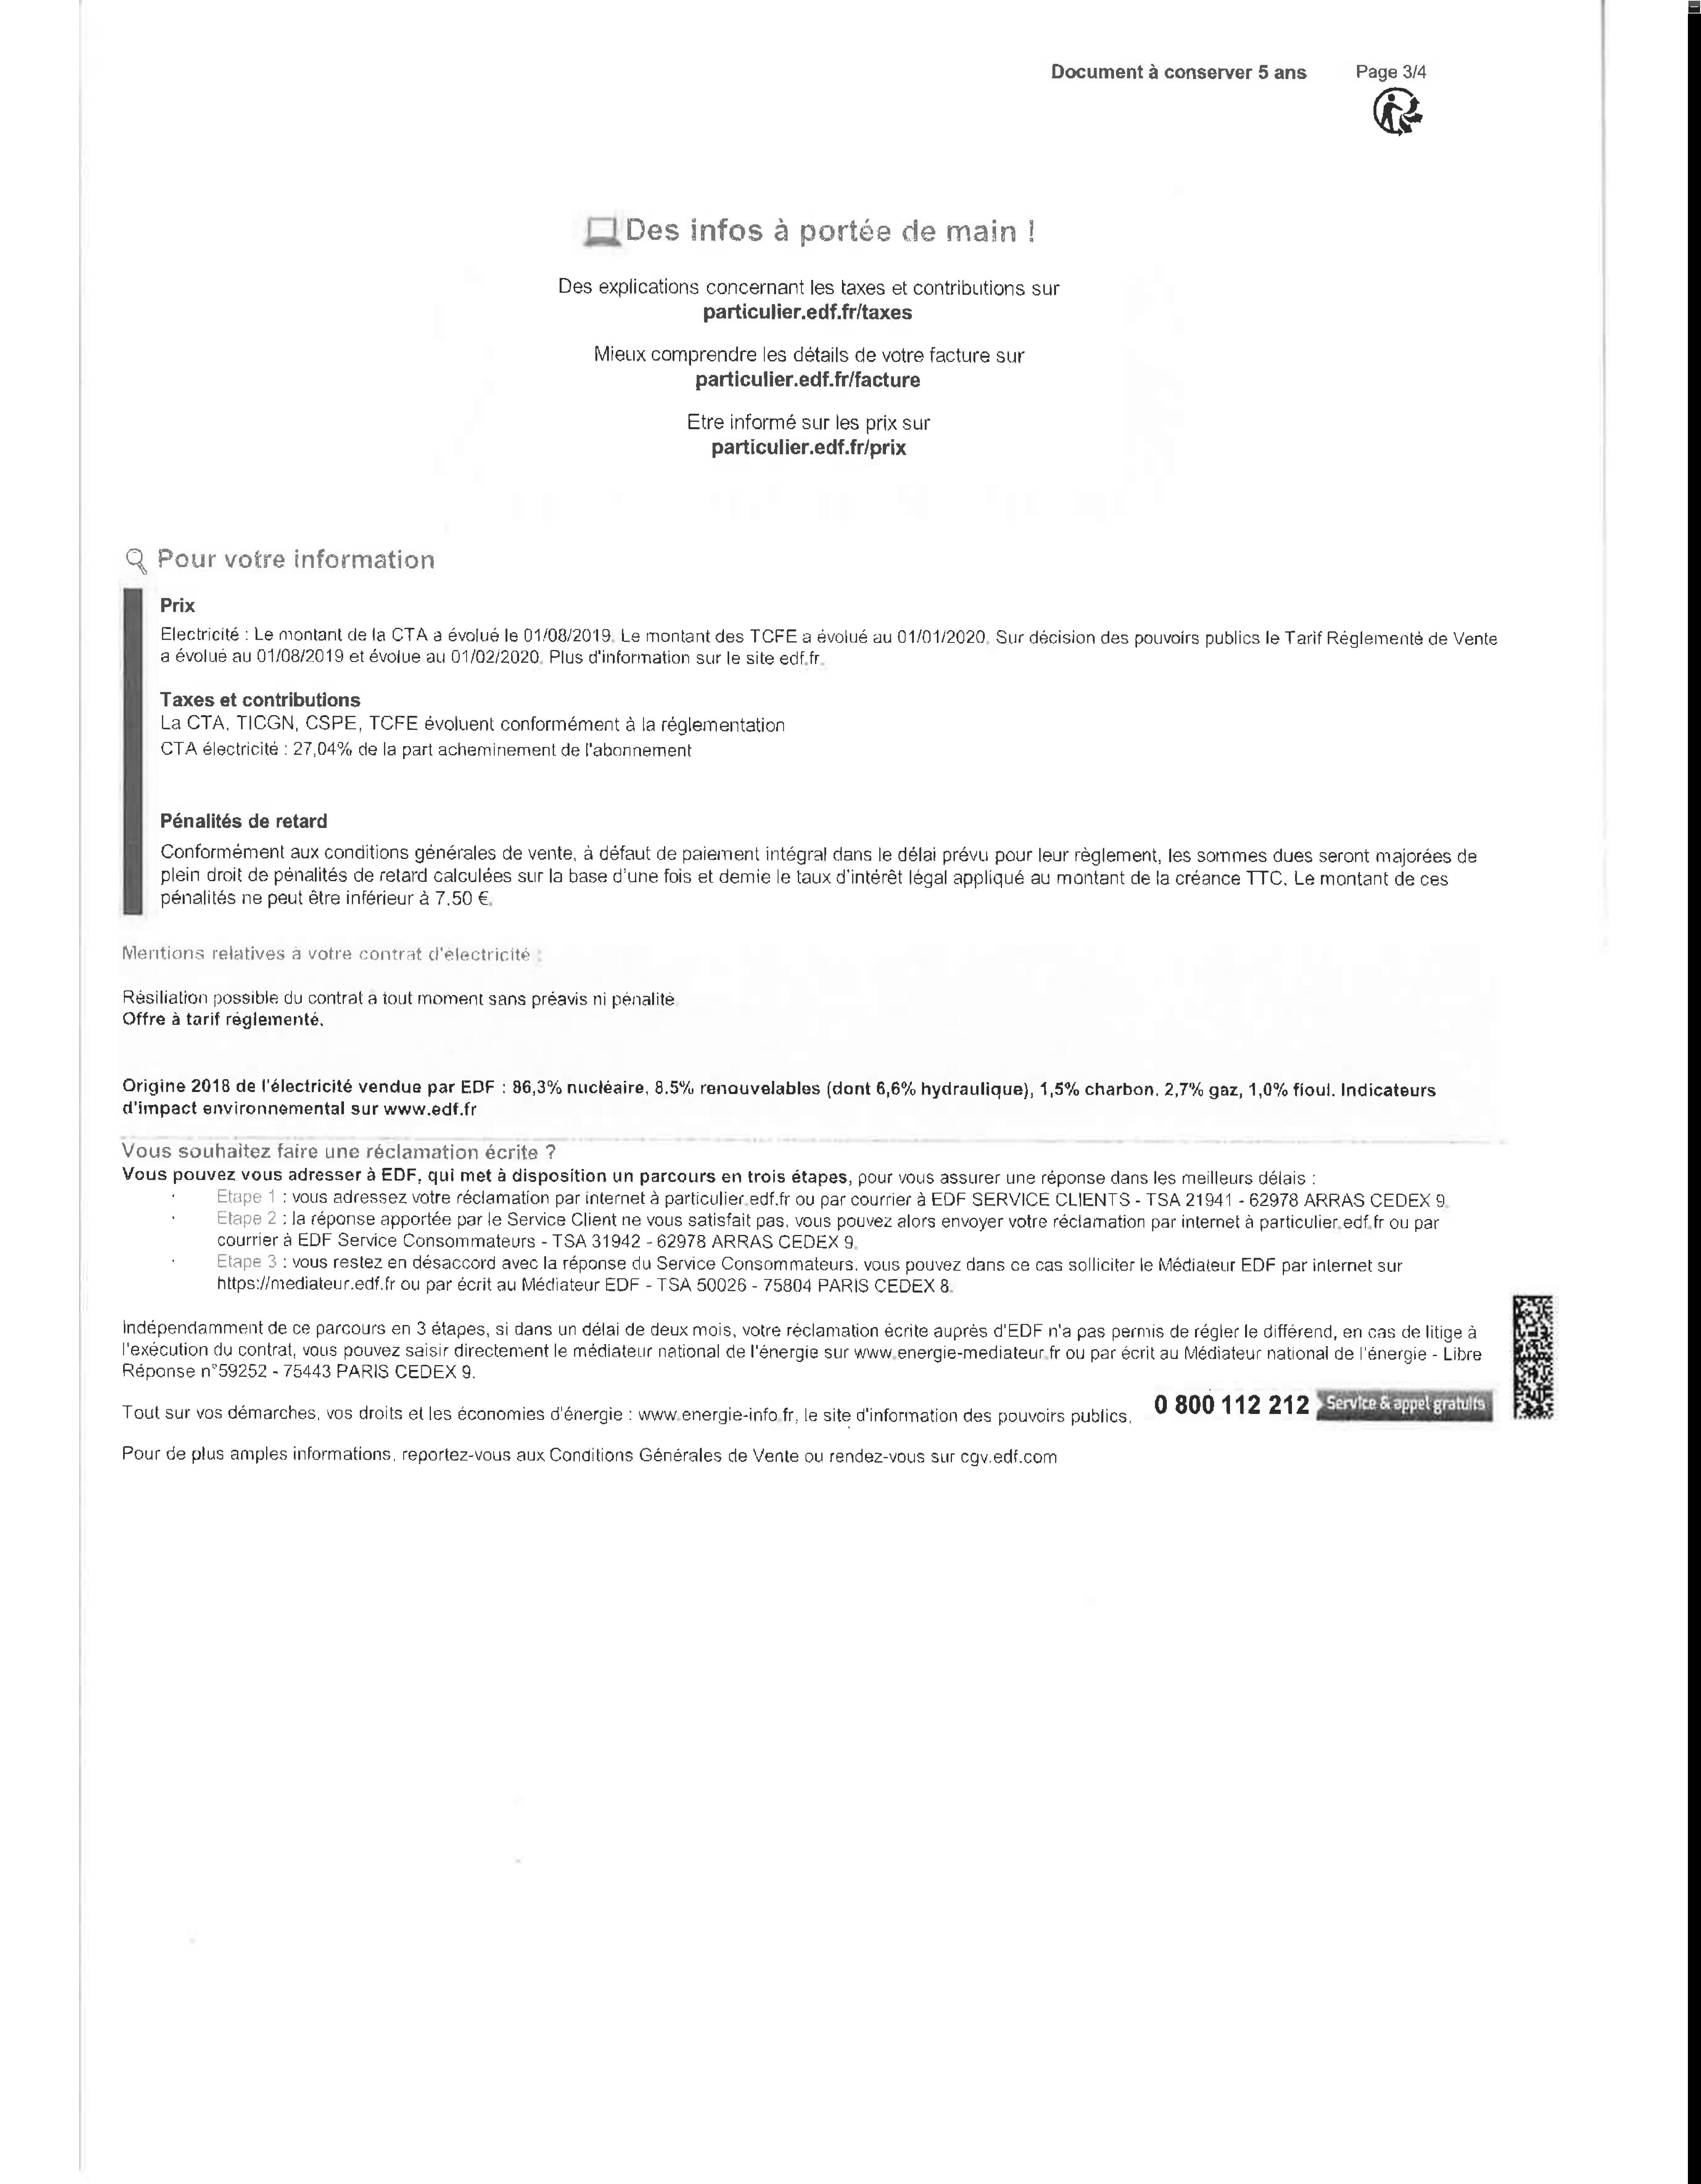 Document à conserver 5 ans Page 3/4
Des infos à portée de main !
Des explications concernant les taxes et contributions sur
particulier.edf.fr/taxes
Mieux comprendre les détails de votre facture sur
particulier.edf.fr/facture
Etre informé sur les prix sur
particulier.edf.fr/prix
Pour votre information
Prix
Electricité : Le montant de la CTA a évolué le 01/08/2019. Le montant des TCFE a évolué au 01/01/2020. Sur décision des pouvoirs publics le Tarif Réglementé de Vente
a évolué au 01/08/2019 et évolue au 01/02/2020. Plus d'information sur le site edf.fr.
Taxes et contributions
La CTA, TICGN, CSPE, TCFE évoluent conformément à la réglementation
CTA électricité : 27,04% de la part acheminement de l'abonnement
Pénalités de retard
Conformément aux conditions générales de vente, à défaut de paiement intégral dans le délai prévu pour leur règlement, les sommes dues seront majorées de
plein droit de pénalités de retard calculées sur la base d'une fois et demie le taux d'intérêt légal appliqué au montant de la créance TTC. Le montant de ces
pénalités ne peut être inférieur à 7.50 €.
Mentions relatives à votre contrat d'électricité :
Résiliation possible du contrat à tout moment sans préavis ni pénalité
Offre à tarif réglementé.
Origine 2018 de l'électricité vendue par EDF : 86,3% nucléaire, 8.5% renouvelables (dont 6,6% hydraulique), 1,5% charbon, 2,7% gaz, 1,0% fioul. Indicateurs
d'impact environnemental sur www.edf.fr
Vous souhaitez faire une réclamation écrite ?
Vous pouvez vous adresser à EDF, qui met à disposition un parcours en trois étapes, pour vous assurer une réponse dans les meilleurs délais :
· Etape 1 : vous adressez votre réclamation par internet à particulier.edf.fr ou par courrier à EDF SERVICE CLIENTS - TSA 21941 - 62978 ARRAS CEDEX 9.
· Etape 2 : la réponse apportée par le Service Client ne vous satisfait pas, vous pouvez alors envoyer votre réclamation par internet à particulier.edf.fr ou par
courrier à EDF Service Consommateurs - TSA 31942 - 62978 ARRAS CEDEX 9.
· Etape 3 : vous restez en désaccord avec la réponse du Service Consommateurs, vous pouvez dans ce cas solliciter le Médiateur EDF par internet sur
https://mediateur.edf.fr ou par écrit au Médiateur EDF - TSA 50026 - 75804 PARIS CEDEX 8.
Indépendamment de ce parcours en 3 étapes, si dans un délai de deux mois, votre réclamation écrite auprès d'EDF n'a pas permis de régler le différend, en cas de litige à
l'exécution du contrat, vous pouvez saisir directement le médiateur national de l'énergie sur www.energie-mediateur.fr ou par écrit au Médiateur national de l'énergie - Libre
Réponse n°59252 - 75443 PARIS CEDEX 9.
Tout sur vos démarches, vos droits et les économies d'énergie : www.energie-info.fr, le site d'information des pouvoirs publics. 0 800 112 212 Service & appel gratuits
Pour de plus amples informations, reportez-vous aux Conditions Générales de Vente ou rendez-vous sur cgv.edf.com